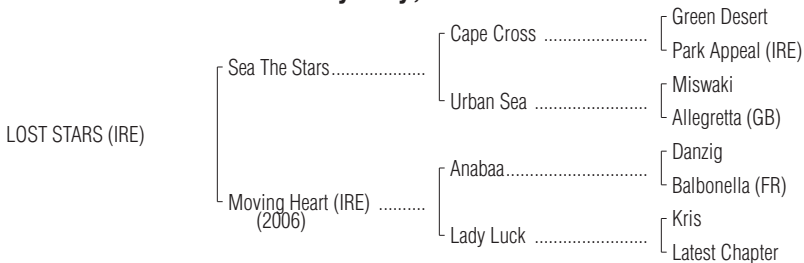 Green Desert
Cape Cross ....................
Park Appeal (IRE)
Sea The Stars...................
Miswaki
Urban Sea ......................
Allegretta (GB)
LOST STARS (IRE)
Danzig
Anabaa.........................
Balbonella (FR)
Moving Heart (IRE) ..........
(2006)
Kris
Lady Luck ......................
Latest Chapter